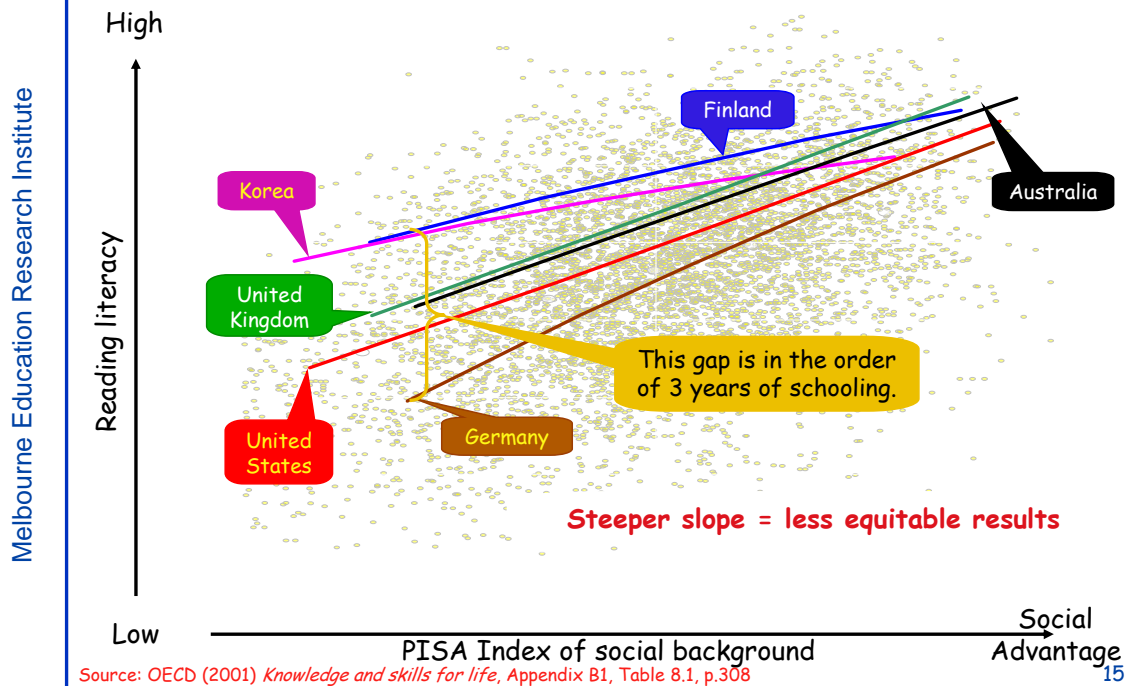 Melbourne Education Research Institute
High
Reading literacy
Low
Finland
Korea
Australia
United
Kingdom
This gap is in the order
of 3 years of schooling.
United
States
Germany
Steeper slope = less equitable results
PISA Index of social background
Social
Advantage
Source: OECD (2001) Knowledge and skills for life, Appendix B1, Table 8.1, p.308
15